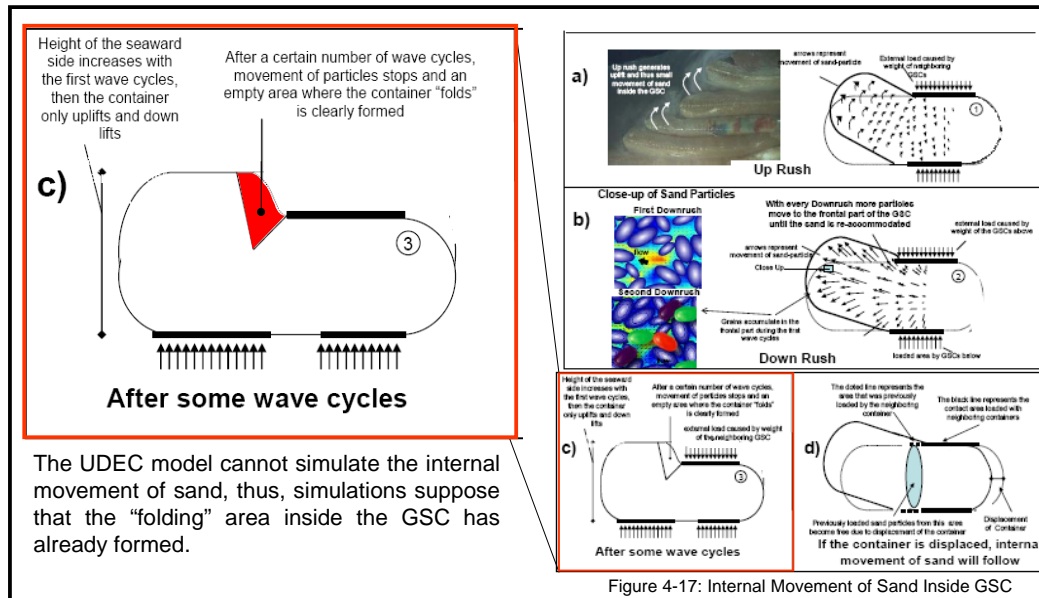 Height of the seaward
side increases with
the first wave cycles,
then the container
only uplifts and down
lifts
After a certain number of wave cycles,
movement of particles stops and an
empty area where the container "folds"
is clearly formed
c)
3
After some wave cycles
The UDEC model cannot simulate the internal
movement of sand, thus, simulations suppose
that the "folding" area inside the GSC has
already formed.
a)
Up rush generates
uplift and thus small
movement of sand
inside the GSC
arrows represent
movement of sand-particle
External load caused by
weight of neighboring
GSCs
1
Up Rush
b)
Close-up of Sand Particles
First Downrush
flow
Second Downrush
With every Downrush more particles
move to the frontal part of the GSC
until the sand is re-accommodated
external load caused by
weight of the GSCs above
arrows represent
movement of sand-particle
Close Up
2
Grains accumulate in the
frontal part during the first
wave cycles
Down Rush
loaded area by GSCs below
Height of the seaward
side increases with
the first wave cycles,
then the container
only uplifts and down
lifts
After a certain number of wave cycles,
movement of particles stops and an
empty area where the container "folds"
is clearly formed
external load caused by weight
of the neighboring GSC
c)
3
After some wave cycles
The doted line represents the
area that was previously
loaded by the neighboring
container
The black line represents the
contact area loaded with
neighboring containers
d)
Previously loaded sand particles from this area
become free due to displacement of the container
Displacement
of Container
If the container is displaced, interna
movement of sand will follow
Figure 4-17: Internal Movement of Sand Inside GSC